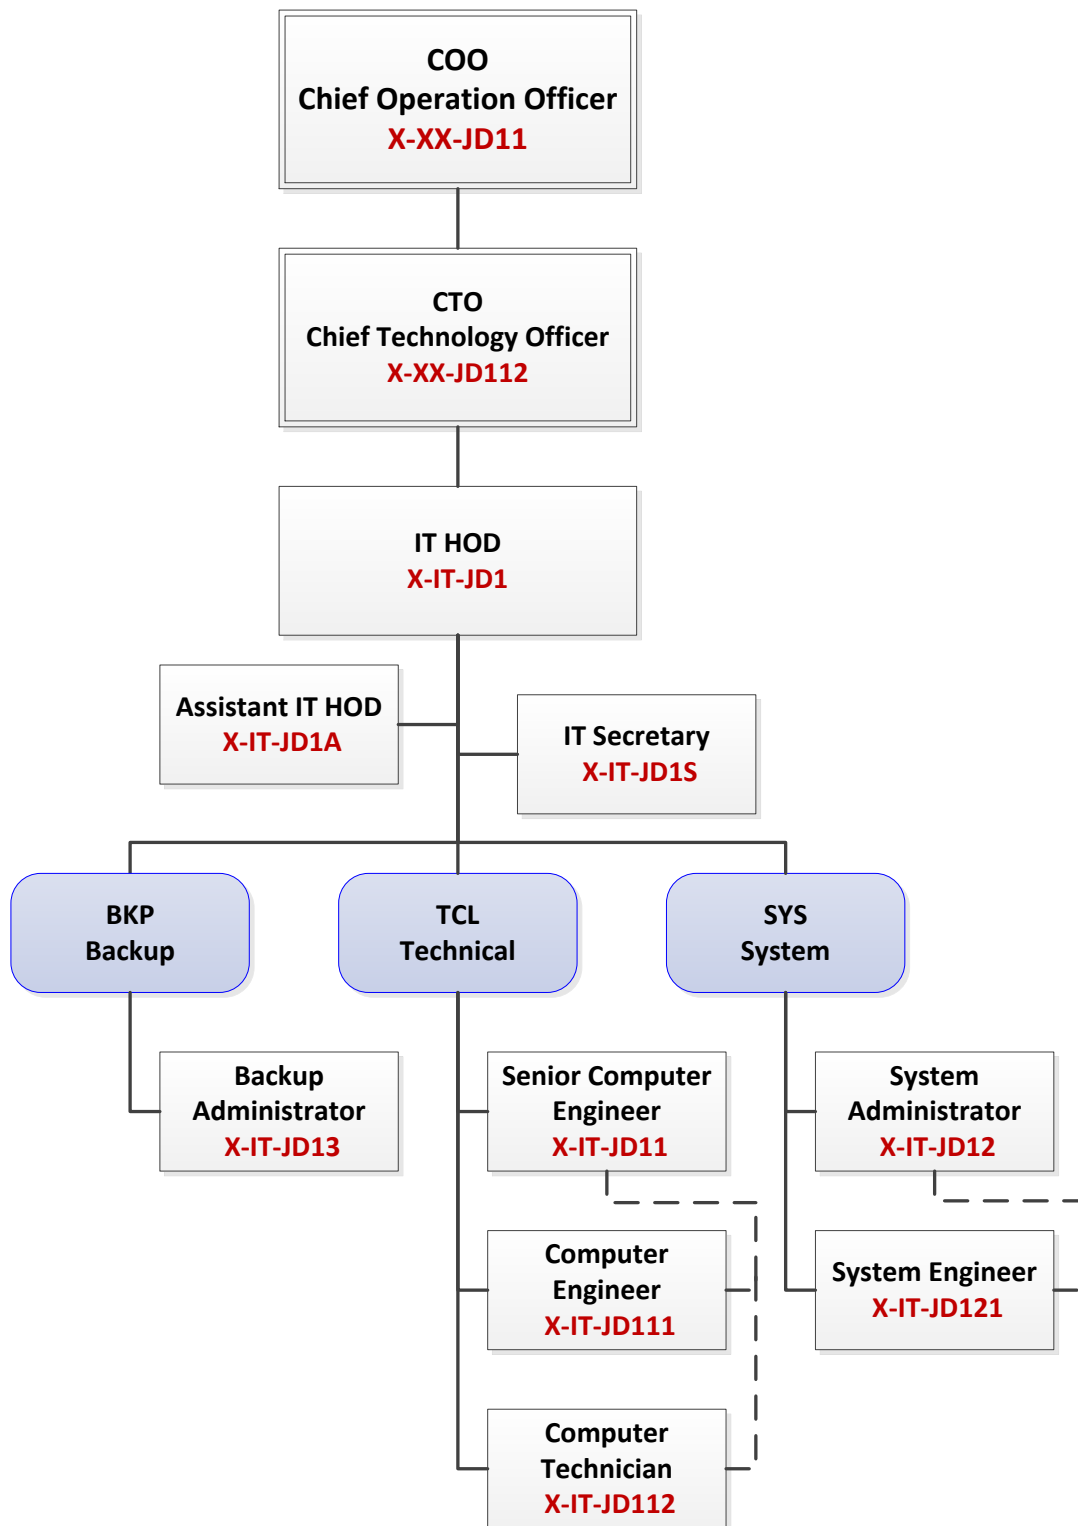 COO
Chief Operation Officer
X-XX-JD11
CTO
Chief Technology Officer
X-XX-JD112
IT HOD
X-IT-JD1
Assistant IT HOD
X-IT-JD1A
IT Secretary
X-IT-JD1S
BKP
Backup
TCL
Technical
SYS
System
Backup
Administrator
X-IT-JD13
Senior Computer
Engineer
X-IT-JD11
System
Administrator
X-IT-JD12
Computer
Engineer
X-IT-JD111
System Engineer
X-IT-JD121
Computer
Technician
X-IT-JD112